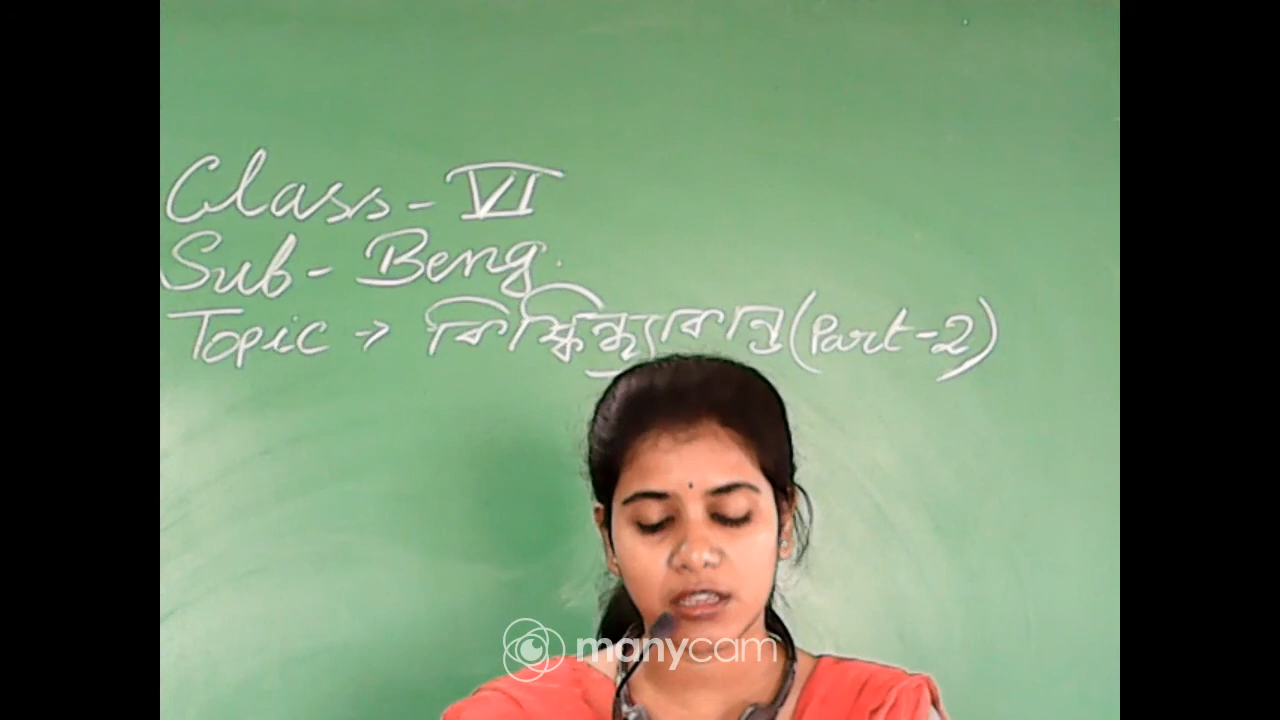 Class - VI
Sub - Beng.
Topic → কিষ্কিন্ধ্যাকান্ড (Part-2)
manycam